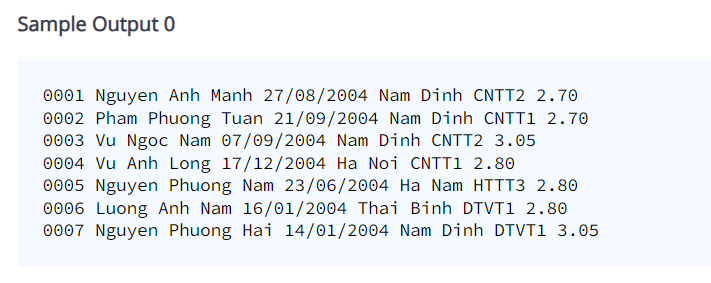 Sample Output 0
0001 Nguyen Anh Manh 27/08/2004 Nam Dinh CNTT2 2.70
0002 Pham Phuong Tuan 21/09/2004 Nam Dinh CNTT1 2.70
0003 Vu Ngoc Nam 07/09/2004 Nam Dinh CNTT2 3.05
0004 Vu Anh Long 17/12/2004 Ha Noi CNTT1 2.80
0005 Nguyen Phuong Nam 23/06/2004 Ha Nam HTTT3 2.80
0006 Luong Anh Nam 16/01/2004 Thai Binh DTVT1 2.80
0007 Nguyen Phuong Hai 14/01/2004 Nam Dinh DTVT1 3.05